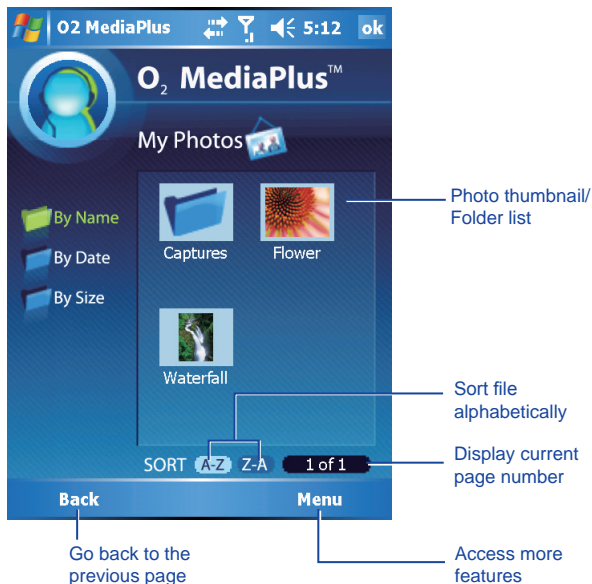 O2 MediaPlus 5:12 ok
O2 MediaPlus™
My Photos
By Name
By Date
By Size
Captures
Flower
Waterfall
SORT A-Z Z-A 1 of 1
Back
Menu
Photo thumbnail/
Folder list
Sort file
alphabetically
Display current
page number
Go back to the
previous page
Access more
features